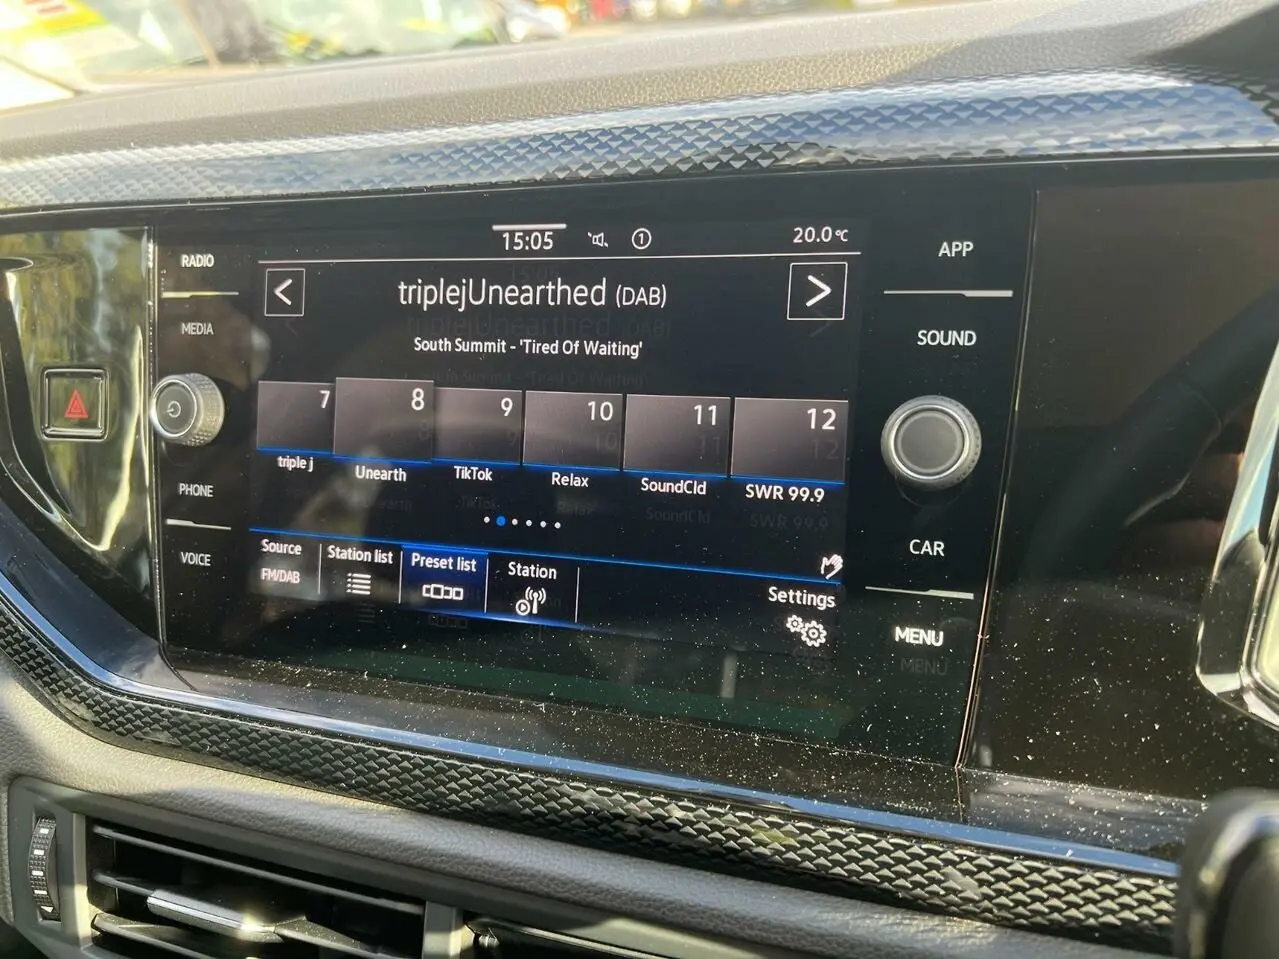 15:05 1 20.0°C
RADIO
MEDIA
PHONE
VOICE
< triplejUnearthed (DAB) >
South Summit - 'Tired Of Waiting'
7 8 9 10 11 12
triple j Unearth TikTok Relax SoundCld SWR 99.9
Source Station list Preset list Station
FM/DAB
Settings
APP
SOUND
CAR
MENU